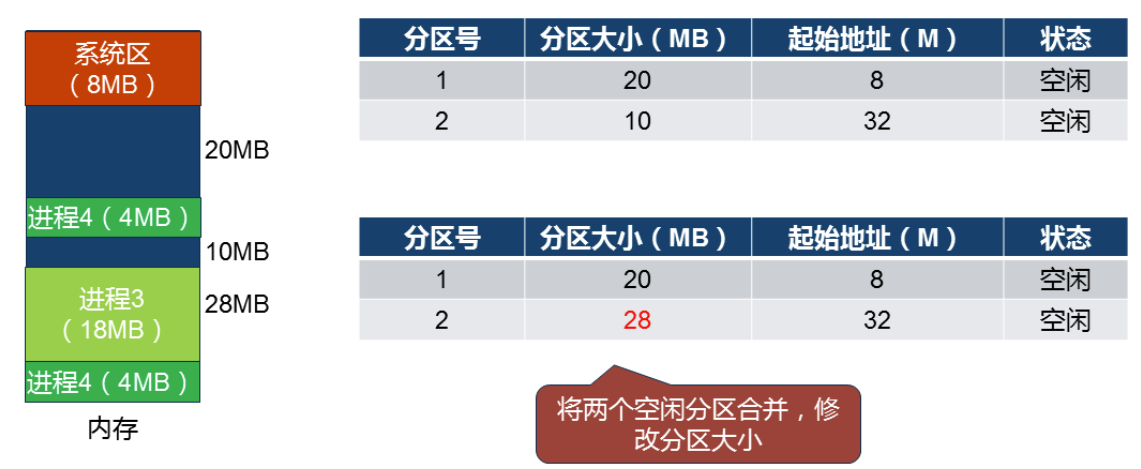 系统区
（8MB）
20MB
进程4（4MB）
10MB
进程3
（18MB）
28MB
进程4（4MB）
内存
分区号 分区大小（MB） 起始地址（M） 状态
1 20 8 空闲
2 10 32 空闲
分区号 分区大小（MB） 起始地址（M） 状态
1 20 8 空闲
2 28 32 空闲
将两个空闲分区合并，修
改分区大小